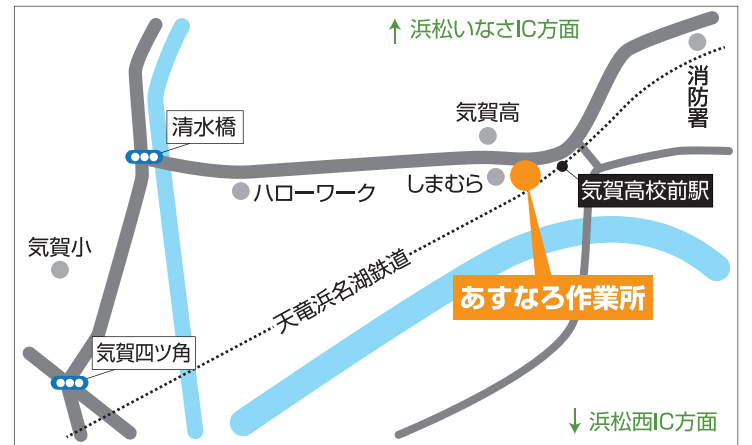 ↑ 浜松いなさIC方面
消防署
清水橋
気賀高
ハローワーク
しまむら
気賀高校前駅
気賀小
あすなろ作業所
天竜浜名湖鉄道
気賀四ツ角
↓ 浜松西IC方面